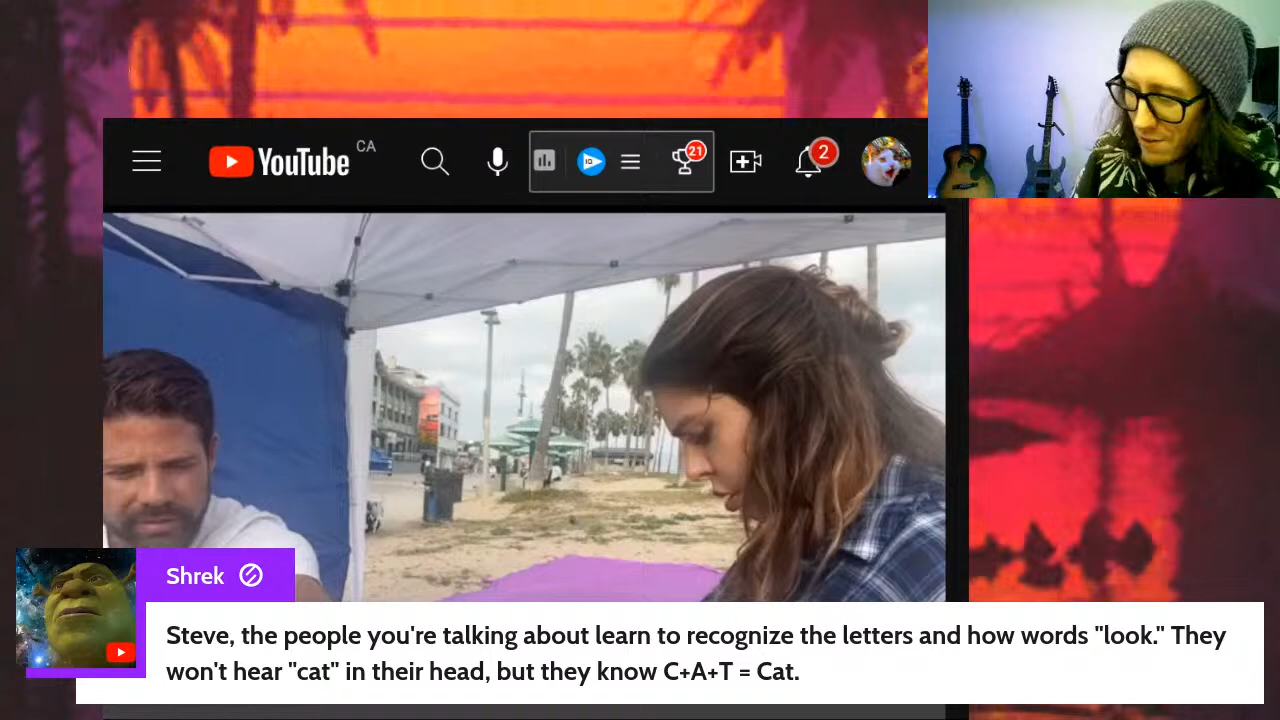 YouTube CA
IQ
21
2
Shrek
Steve, the people you're talking about learn to recognize the letters and how words "look." They
won't hear "cat" in their head, but they know C+A+T = Cat.